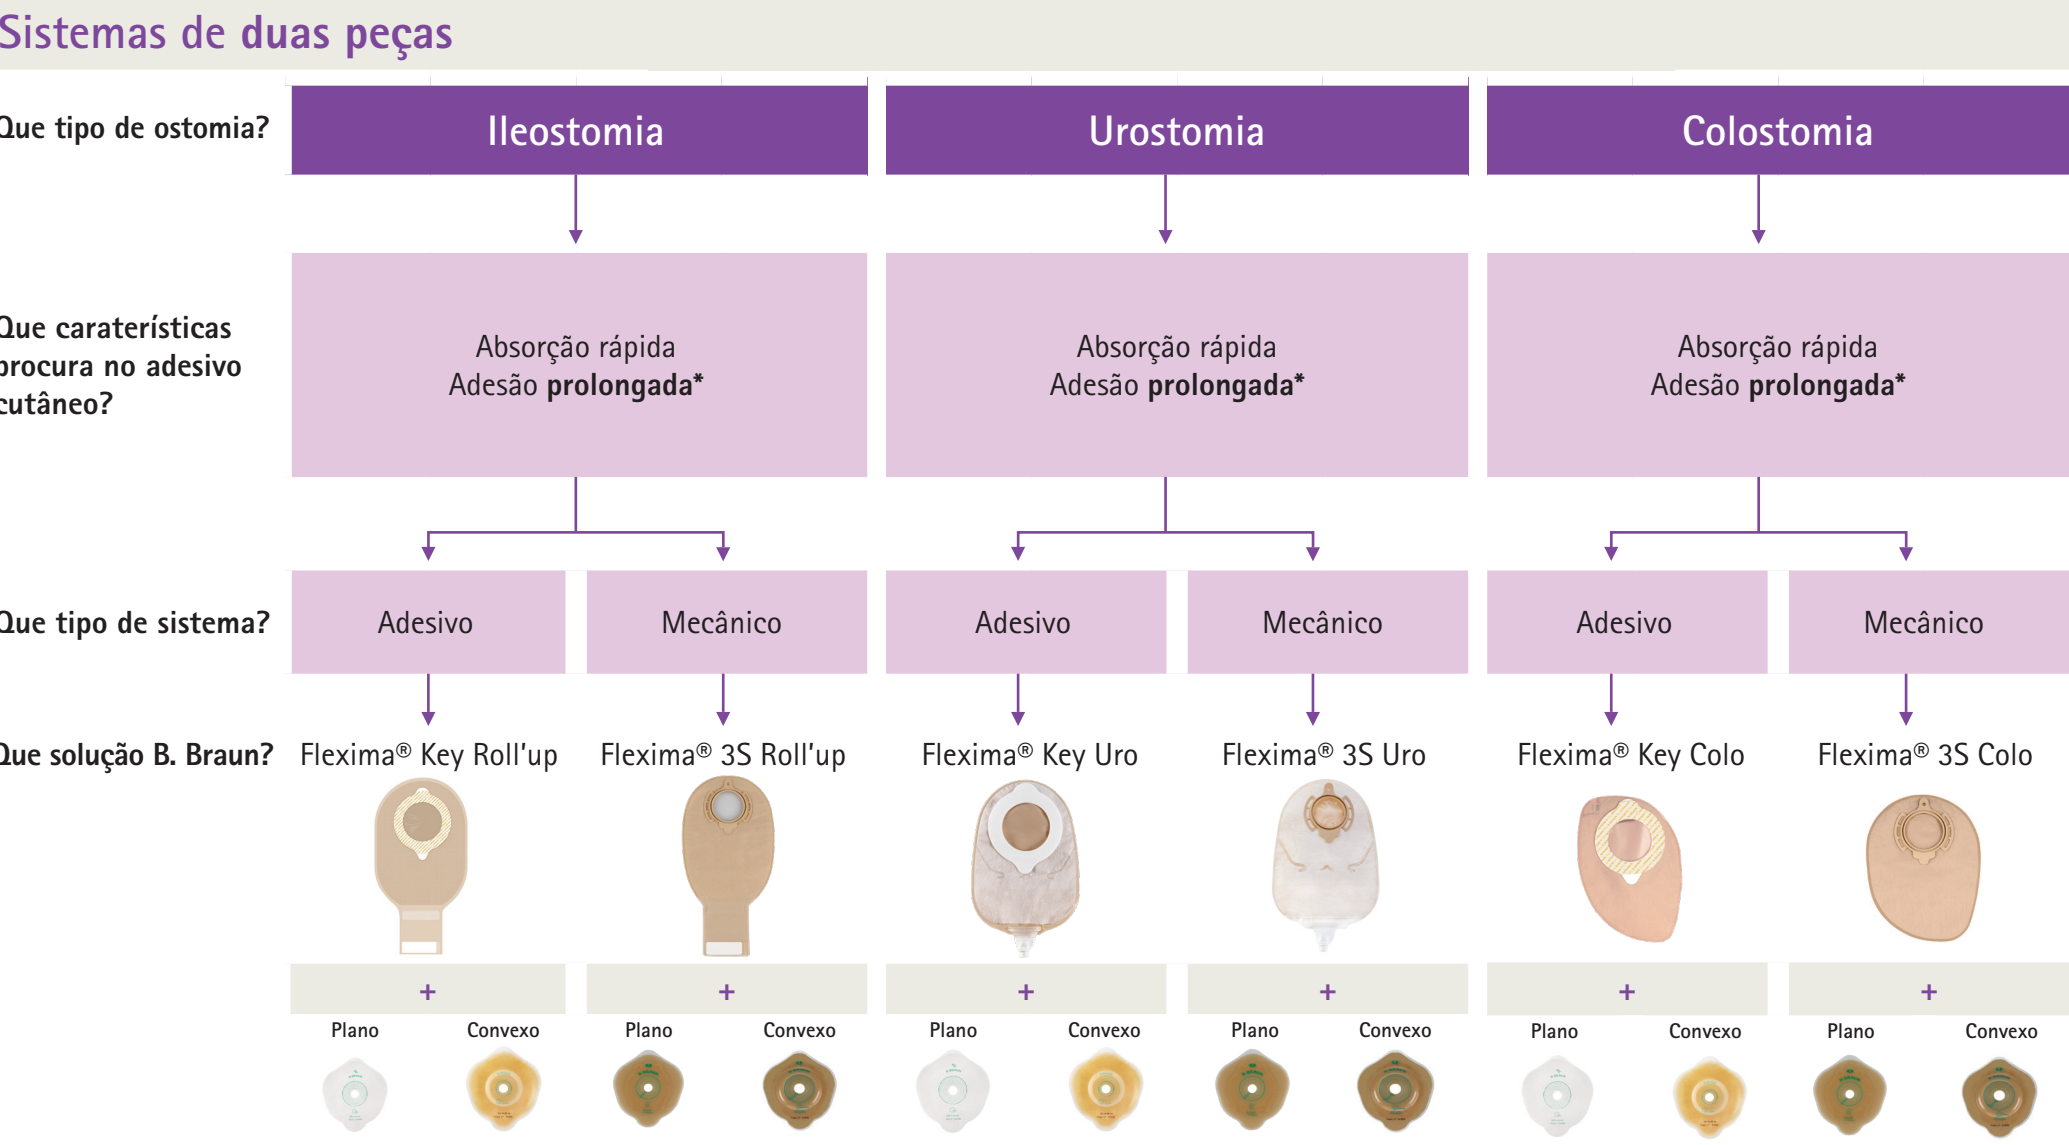 Sistemas de duas peças
Que tipo de ostomia?
Ileostomia
Urostomia
Colostomia
Que caraterísticas
procura no adesivo
cutâneo?
Absorção rápida
Adesão prolongada*
Absorção rápida
Adesão prolongada*
Absorção rápida
Adesão prolongada*
Que tipo de sistema?
Adesivo
Mecânico
Adesivo
Mecânico
Adesivo
Mecânico
Que solução B. Braun?
Flexima® Key Roll'up
Flexima® 3S Roll'up
Flexima® Key Uro
Flexima® 3S Uro
Flexima® Key Colo
Flexima® 3S Colo
+
+
+
+
+
+
Plano
Convexo
Plano
Convexo
Plano
Convexo
Plano
Convexo
Plano
Convexo
Plano
Convexo